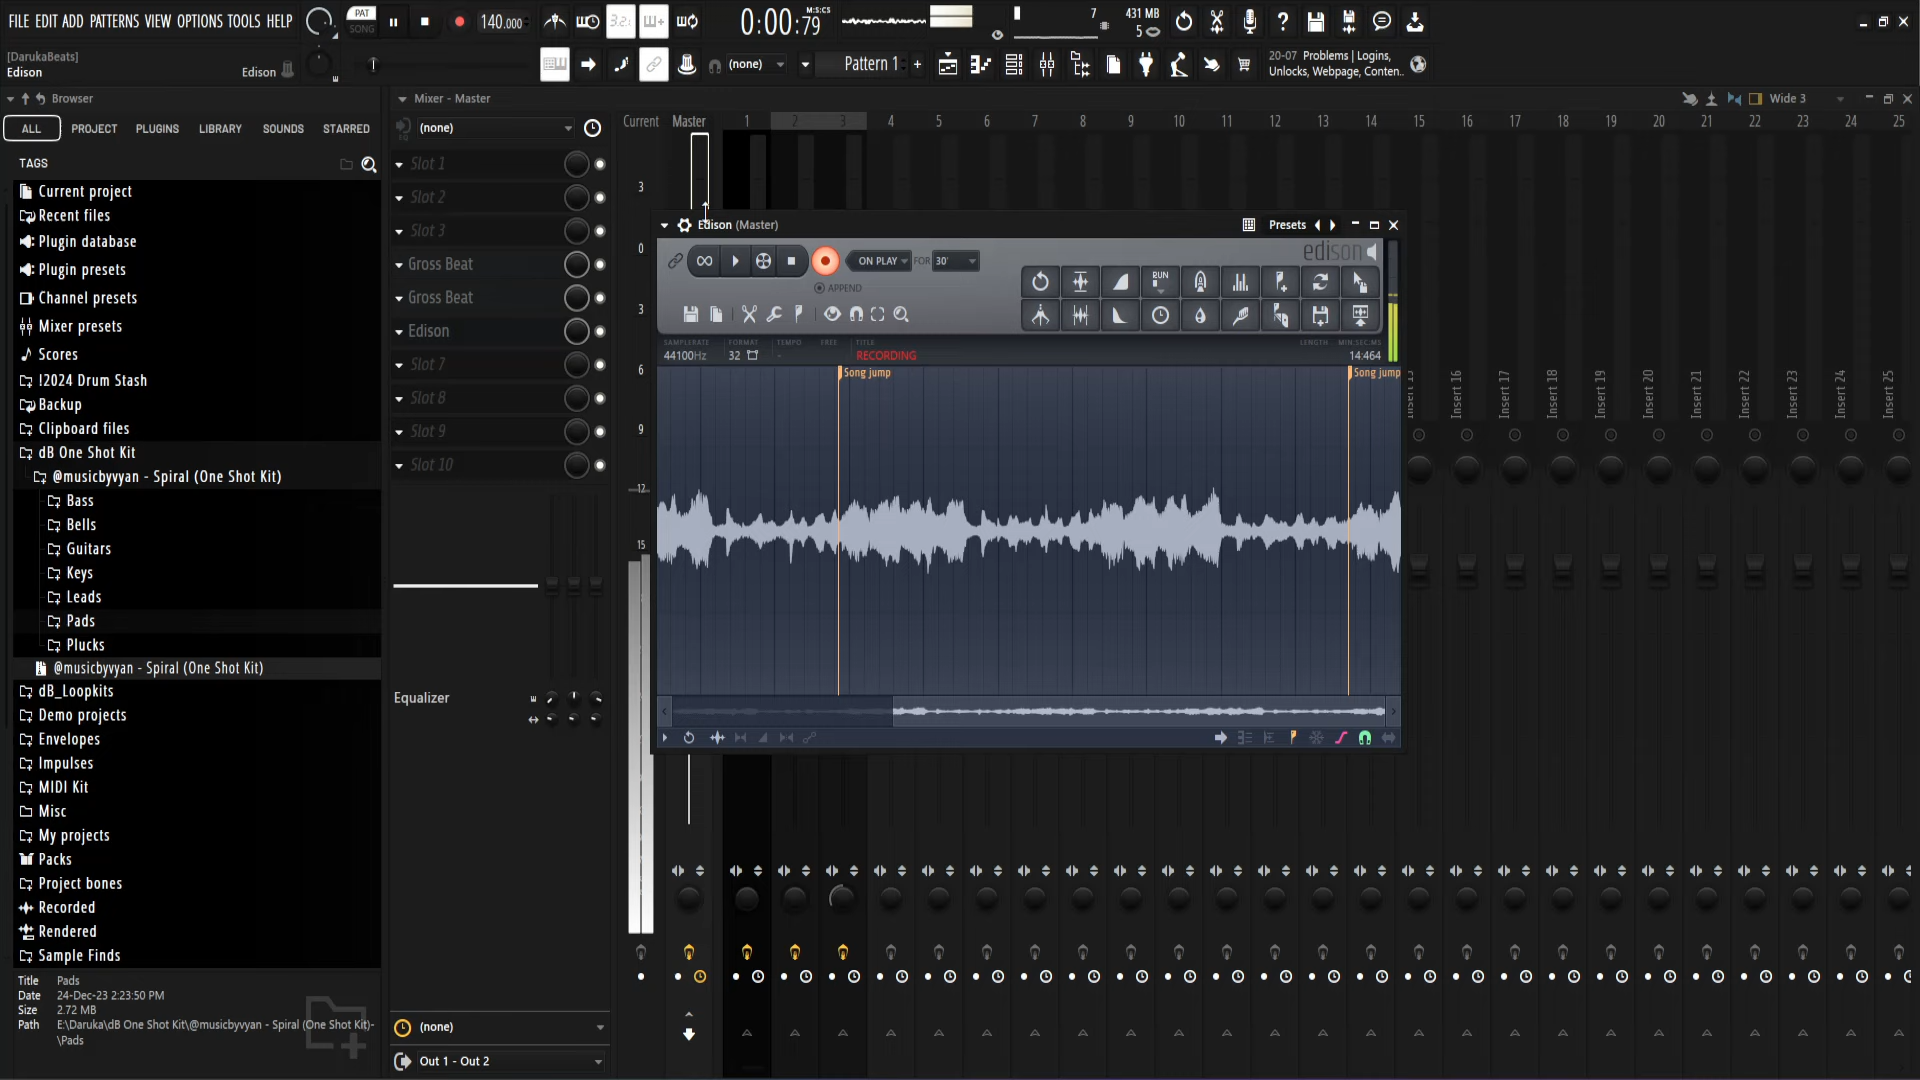 FILE EDIT ADD PATTERNS VIEW OPTIONS TOOLS HELP
PAT
SONG
140.000
3.2.
0:00:79
M:S:CS
7
431 MB
5
[DarukaBeats]
Edison
Edison
(none)
Pattern 1
+
20-07 Problems | Logins,
Unlocks, Webpage, Conten..
Browser
Mixer - Master
Wide 3
ALL
PROJECT
PLUGINS
LIBRARY
SOUNDS
STARRED
TAGS
Current project
Recent files
Plugin database
Plugin presets
Channel presets
Mixer presets
Scores
!2024 Drum Stash
Backup
Clipboard files
dB One Shot Kit
@musicbyvyan - Spiral (One Shot Kit)
Bass
Bells
Guitars
Keys
Leads
Pads
Plucks
@musicbyvyan - Spiral (One Shot Kit)
dB_Loopkits
Demo projects
Envelopes
Impulses
MIDI Kit
Misc
My projects
Packs
Project bones
Recorded
Rendered
Sample Finds
Title Pads
Date 24-Dec-23 2:23:50 PM
Size 2.72 MB
Path E:\Daruka\dB One Shot Kit\@musicbyvyan - Spiral (One Shot Kit)-
\Pads
(none)
Slot 1
Slot 2
Slot 3
Gross Beat
Gross Beat
Edison
Slot 7
Slot 8
Slot 9
Slot 10
Equalizer
(none)
Out 1 - Out 2
Current Master 1 2 3 4 5 6 7 8 9 10 11 12 13 14 15 16 17 18 19 20 21 22 23 24 25
3
0
3
6
9
12
15
Edison (Master)
Presets
edison
ON PLAY
FOR
30'
APPEND
RUN
SAMPLERATE
44100Hz
FORMAT
32
TEMPO
-
FREE
TITLE
RECORDING
LENGTH
MIN:SEC.MS
14:464
Song jump
Song jump
Insert 16
Insert 17
Insert 18
Insert 19
Insert 20
Insert 21
Insert 22
Insert 23
Insert 24
Insert 25